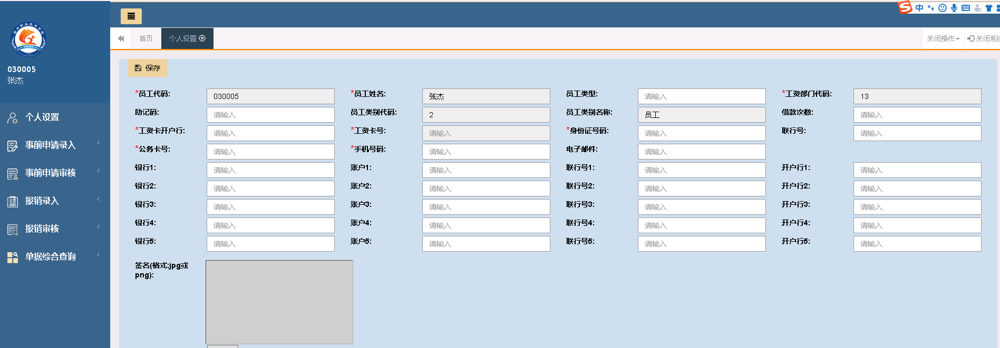 中
首页
个人设置
关闭操作
关闭系统
030005
张杰
个人设置
事前申请录入
事前申请审核
报销录入
报销审核
单据综合查询
保存
*员工代码: 030005 *员工姓名: 张杰 员工类型: 请输入 *工资部门代码: 13
助记码: 请输入 员工类别代码: 2 员工类别名称: 员工 借款次数: 请输入
*工资卡开户行: 请输入 *工资卡号: 请输入 *身份证号码: 请输入 联行号: 请输入
*公务卡号: 请输入 *手机号码: 请输入 电子邮件: 请输入
银行1: 请输入 账户1: 请输入 联行号1: 请输入 开户行1: 请输入
银行2: 请输入 账户2: 请输入 联行号2: 请输入 开户行2: 请输入
银行3: 请输入 账户3: 请输入 联行号3: 请输入 开户行3: 请输入
银行4: 请输入 账户4: 请输入 联行号4: 请输入 开户行4: 请输入
银行5: 请输入 账户5: 请输入 联行号5: 请输入 开户行5: 请输入
签名(格式:jpg或
png):